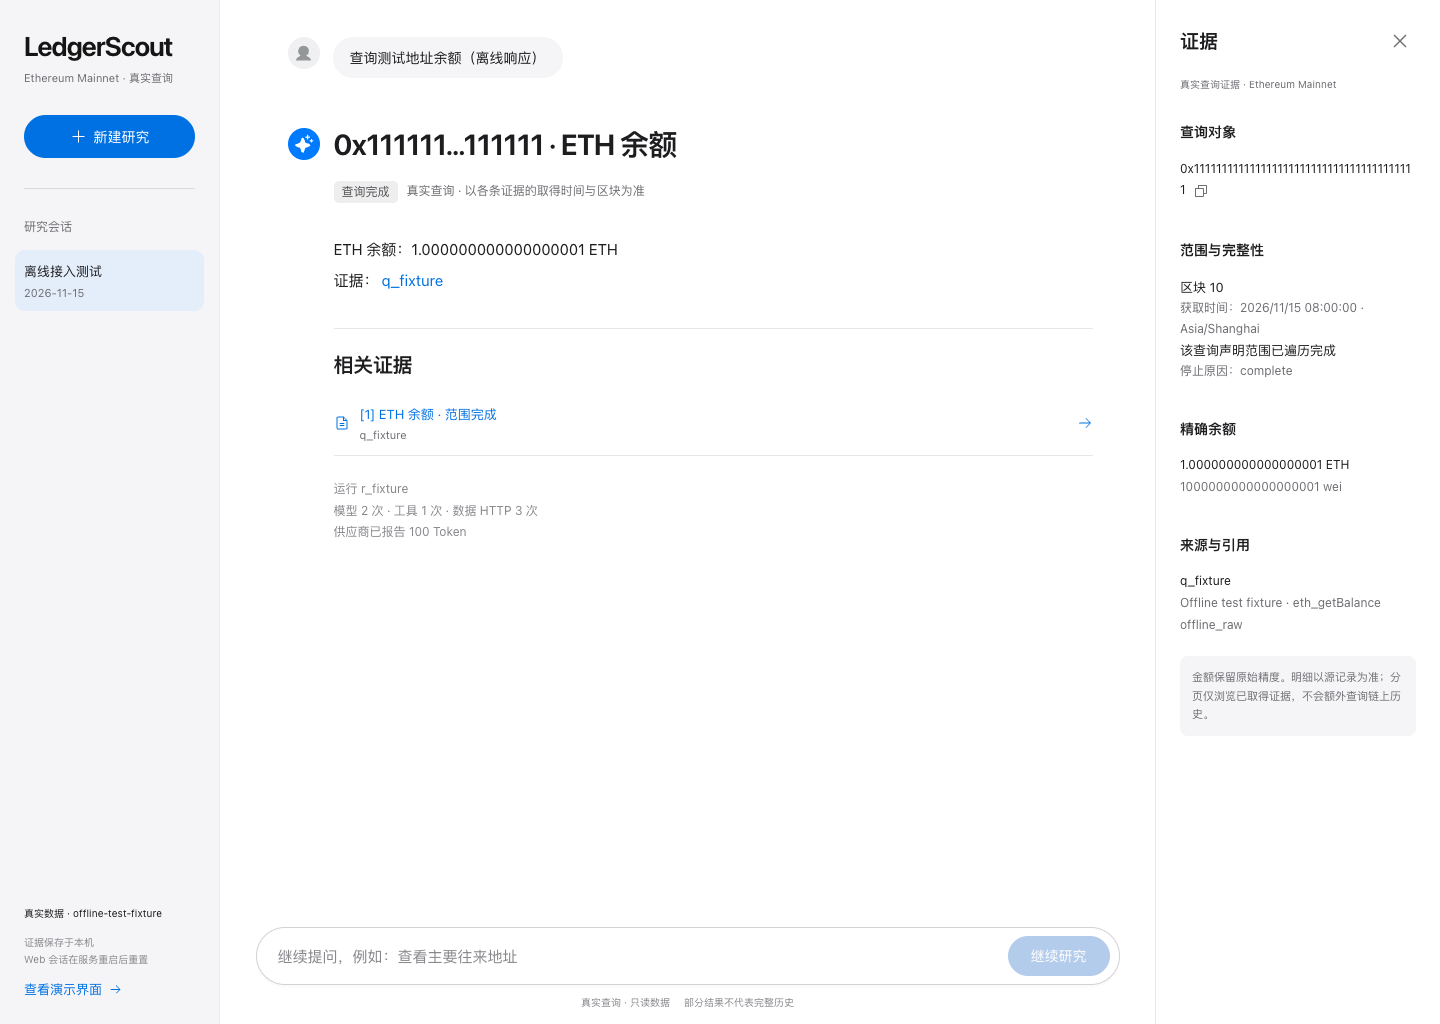 LedgerScout
Ethereum Mainnet · 真实查询
新建研究
研究会话
离线接入测试
2026-11-15
真实数据 · offline-test-fixture
证据保存于本机
Web 会话在服务重启后重置
查看演示界面
查询测试地址余额（离线响应）
0x111111…111111 · ETH 余额
查询完成 真实查询 · 以各条证据的取得时间与区块为准
ETH 余额：1.000000000000000001 ETH
证据： q_fixture
相关证据
[1] ETH 余额 · 范围完成
q_fixture
运行 r_fixture
模型 2 次 · 工具 1 次 · 数据 HTTP 3 次
供应商已报告 100 Token
继续提问，例如：查看主要往来地址
继续研究
真实查询 · 只读数据 部分结果不代表完整历史
证据
真实查询证据 · Ethereum Mainnet
查询对象
0x111111111111111111111111111111111111111
1
范围与完整性
区块 10
获取时间：2026/11/15 08:00:00 ·
Asia/Shanghai
该查询声明范围已遍历完成
停止原因：complete
精确余额
1.000000000000000001 ETH
1000000000000000001 wei
来源与引用
q_fixture
Offline test fixture · eth_getBalance
offline_raw
金额保留原始精度。明细以源记录为准；分
页仅浏览已取得证据，不会额外查询链上历
史。